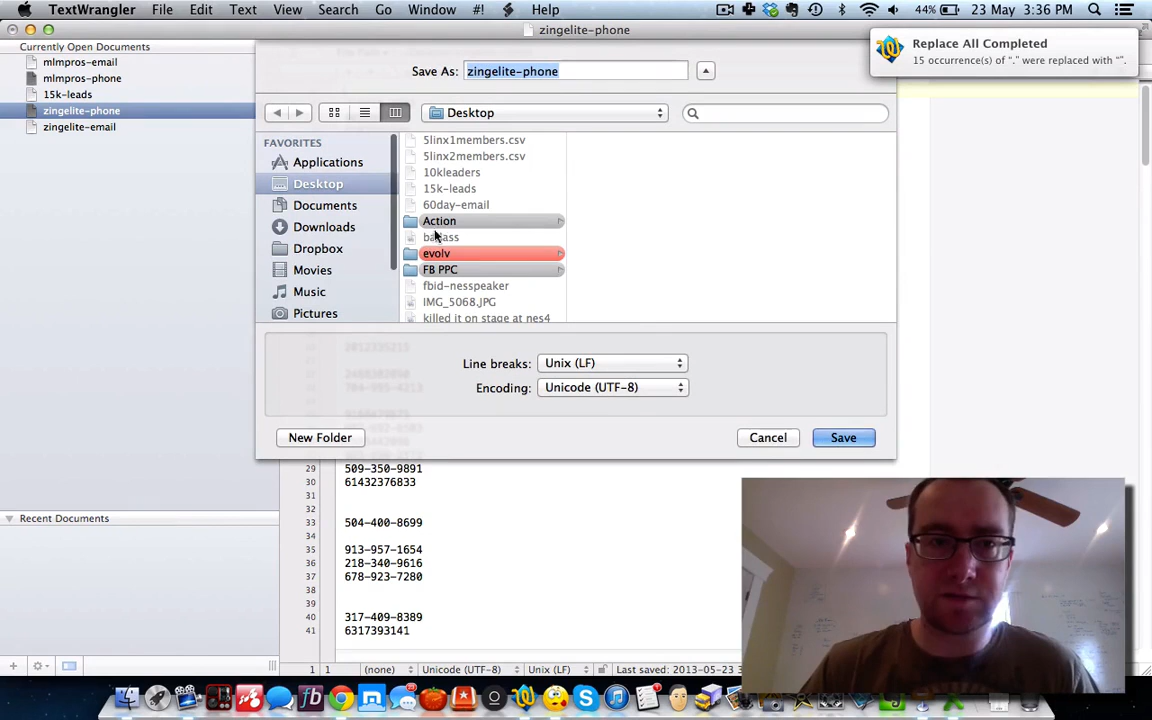 TextWrangler File Edit Text View Search Go Window #! Help 44% 23 May 3:36 PM
zingelite-phone
Replace All Completed
15 occurrence(s) of "." were replaced with "".
Currently Open Documents
mlmpros-email
mlmpros-phone
15k-leads
zingelite-phone
zingelite-email
Save As: zingelite-phone
Desktop
FAVORITES
Applications
Desktop
Documents
Downloads
Dropbox
Movies
Music
Pictures
5linx1members.csv
5linx2members.csv
10kleaders
15k-leads
60day-email
Action
evolv
FB PPC
fbid-nesspeaker
IMG_5068.JPG
killed it on stage at nes4
Line breaks: Unix (LF)
Encoding: Unicode (UTF-8)
New Folder Cancel Save
29 509-350-9891
30 61432376833
31
32
33 504-400-8699
34
35 913-957-1654
36 218-340-9616
37 678-923-7280
38
39
40 317-409-8389
41 6317393141
Recent Documents
1 1 (none) Unicode (UTF-8) Unix (LF) Last saved: 2013-05-23 3